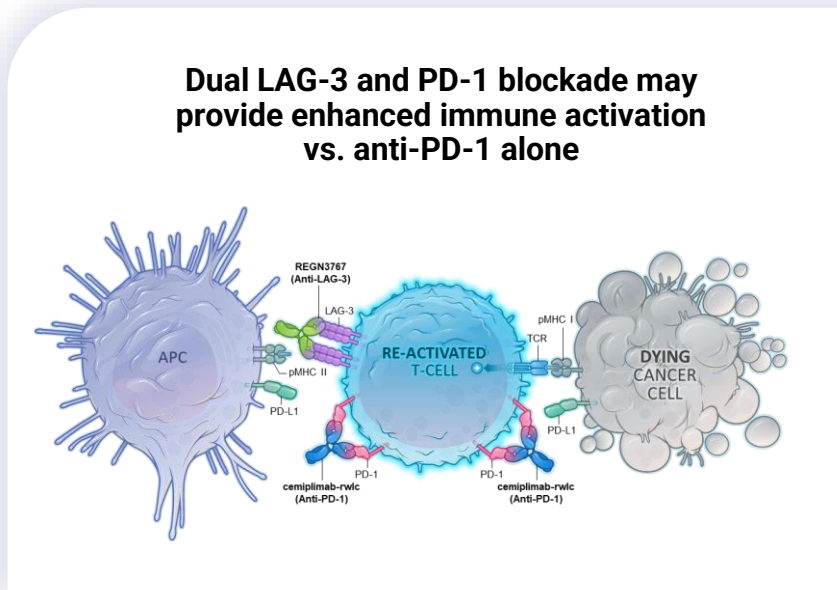 Dual LAG-3 and PD-1 blockade may
provide enhanced immune activation
vs. anti-PD-1 alone
REGN3767
(Anti-LAG-3)
LAG-3
APC
pMHC II
PD-L1
RE-ACTIVATED
T-CELL
pMHC I
TCR
DYING
CANCER
CELL
PD-L1
PD-1
cemiplimab-rwlc
(Anti-PD-1)
PD-1
cemiplimab-rwlc
(Anti-PD-1)